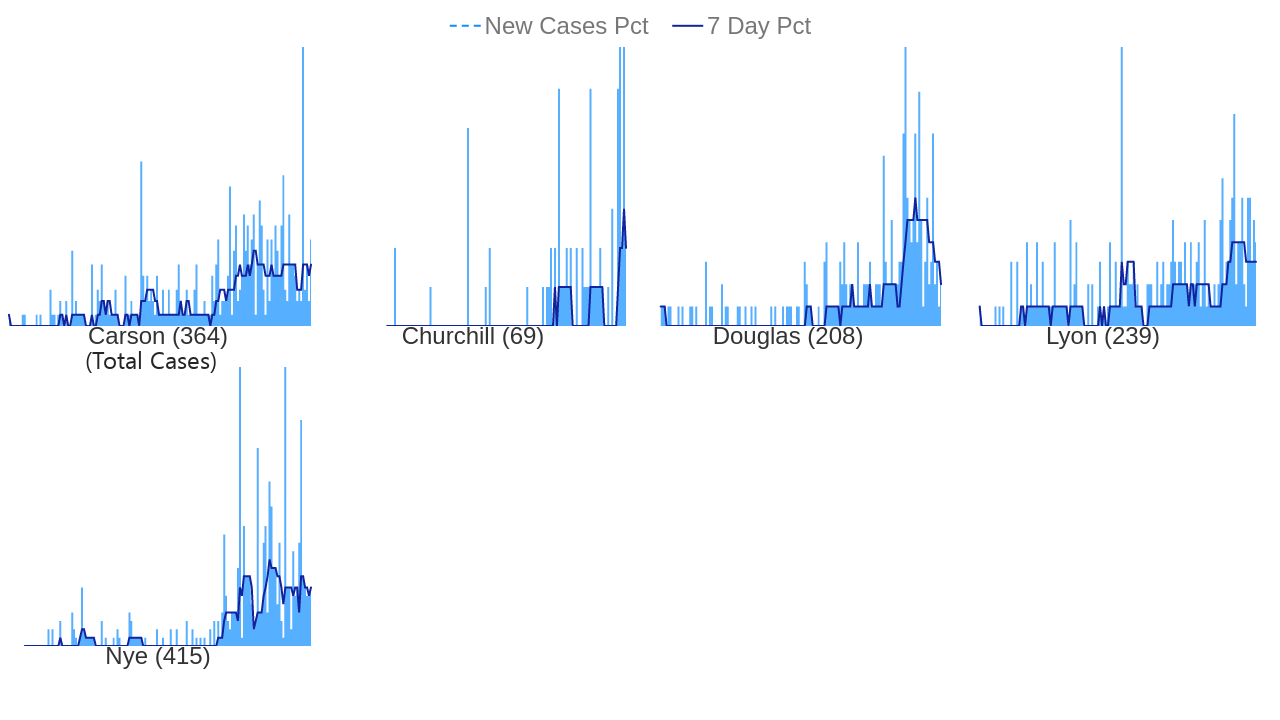 New Cases Pct 7 Day Pct
Carson (364) Churchill (69) Douglas (208) Lyon (239)
(Total Cases)
Nye (415)